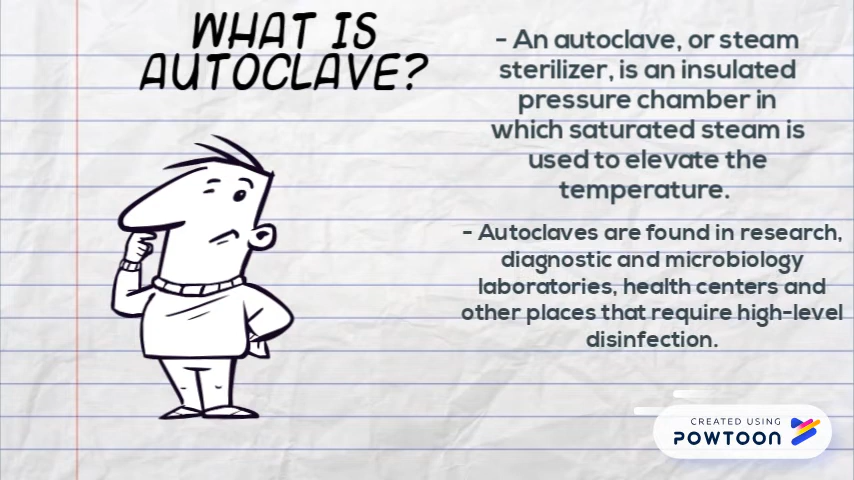 WHAT IS
AUTOCLAVE?
- An autoclave, or steam
sterilizer, is an insulated
pressure chamber in
which saturated steam is
used to elevate the
temperature.
- Autoclaves are found in research,
diagnostic and microbiology
laboratories, health centers and
other places that require high-level
disinfection.
CREATED USING
POWTOON